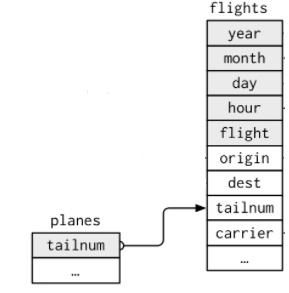 flights
year
month
day
hour
flight
origin
dest
tailnum
carrier
…
planes
tailnum
…